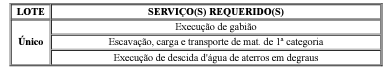 LOTE SERVIÇO(S) REQUERIDO(S)
Execução de gabião
Único Escavação, carga e transporte de mat. de 1ª categoria
Execução de descida d'água de aterros em degraus